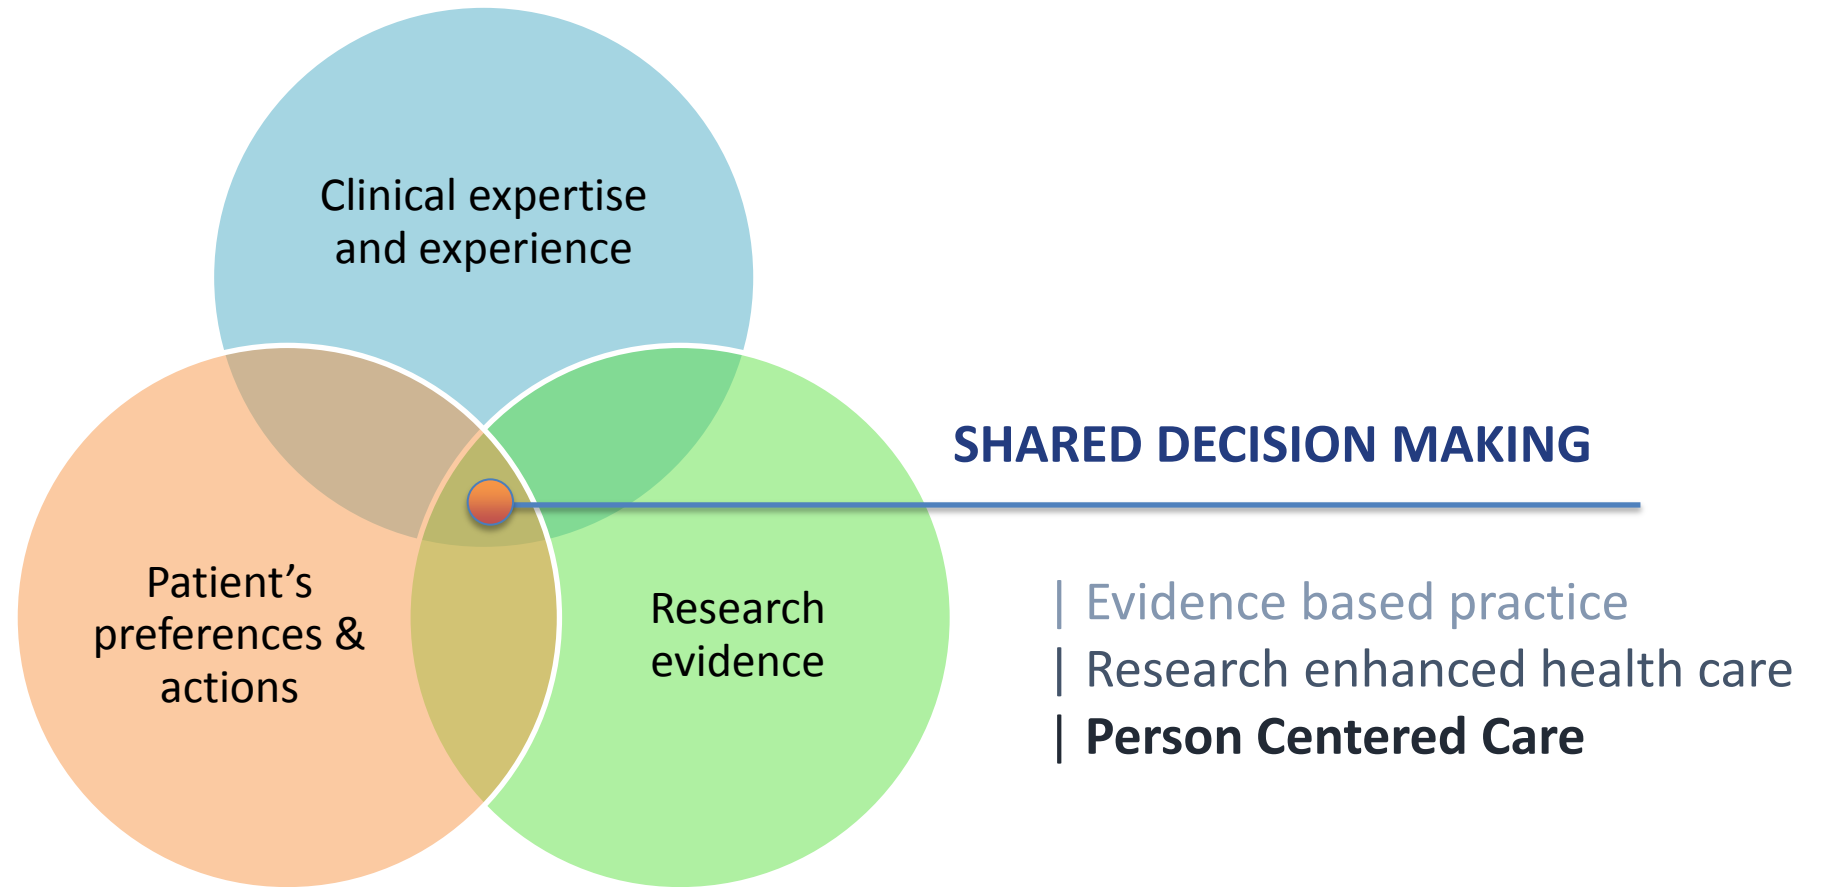 Clinical expertise
and experience
Patient’s
preferences &
actions
Research
evidence
SHARED DECISION MAKING
| Evidence based practice
| Research enhanced health care
| Person Centered Care